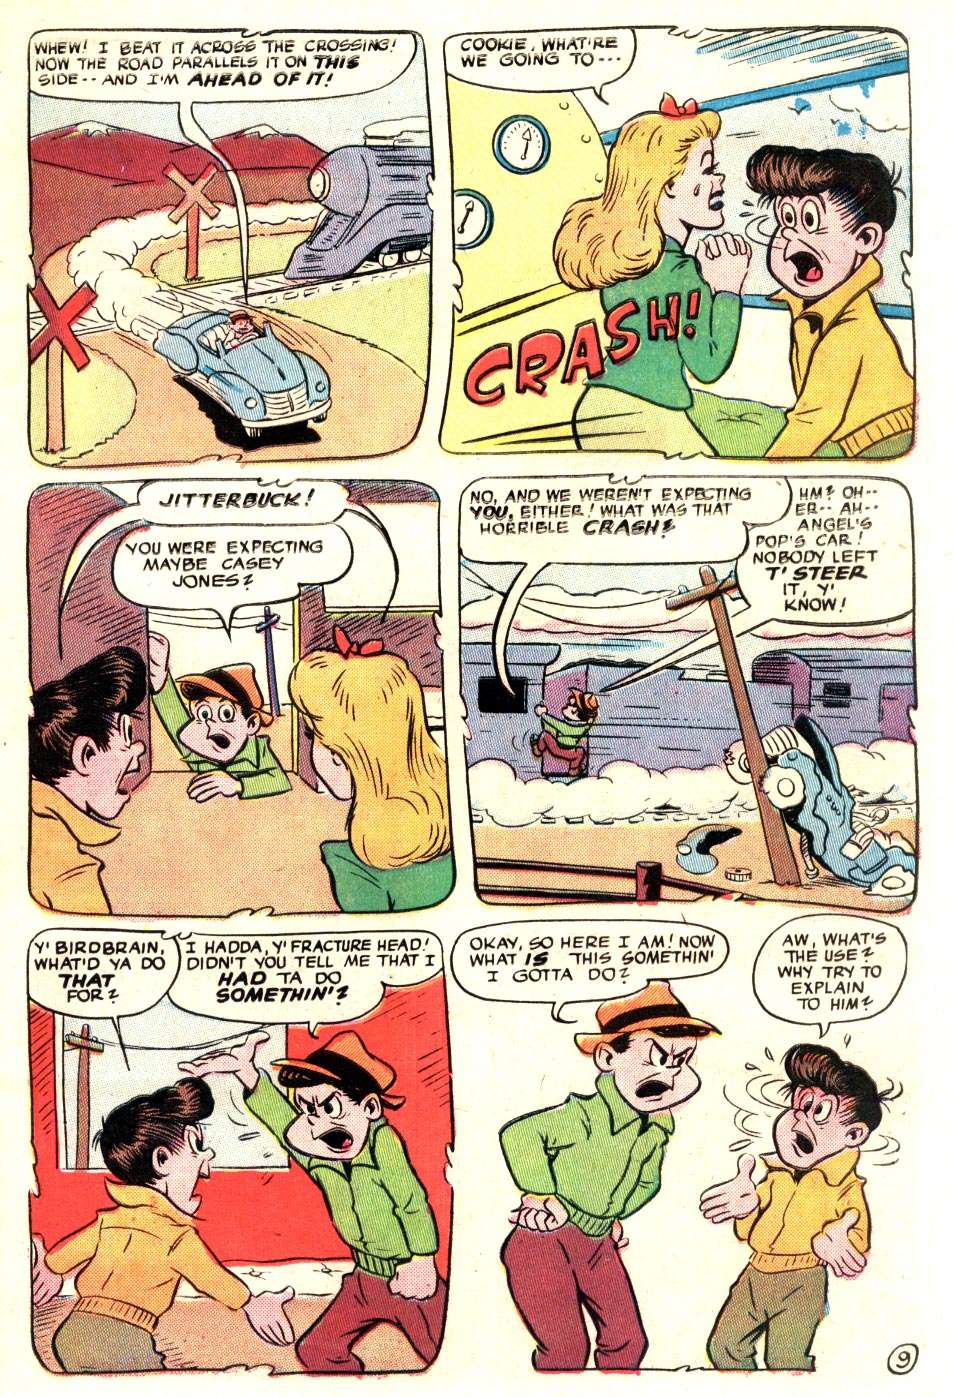 WHEW! I BEAT IT ACROSS THE CROSSING!
NOW THE ROAD PARALLELS IT ON THIS
SIDE-- AND I'M AHEAD OF IT!
COOKIE, WHAT'RE
WE GOING TO---
CRASH!
JITTERBUCK!
YOU WERE EXPECTING
MAYBE CASEY
JONES?
NO, AND WE WEREN'T EXPECTING
YOU, EITHER! WHAT WAS THAT
HORRIBLE CRASH?
HM? OH--
ER-- AH--
ANGEL'S
POP'S CAR!
NOBODY LEFT
T' STEER
IT, Y'
KNOW!
Y' BIRDBRAIN,
WHAT'D YA DO
THAT
FOR?
I HADDA, Y' FRACTURE HEAD!
DIDN'T YOU TELL ME THAT I
HAD TA DO
SOMETHIN'?
OKAY, SO HERE I AM! NOW
WHAT IS THIS SOMETHIN'
I GOTTA DO?
AW, WHAT'S
THE USE?
WHY TRY TO
EXPLAIN
TO HIM?
9